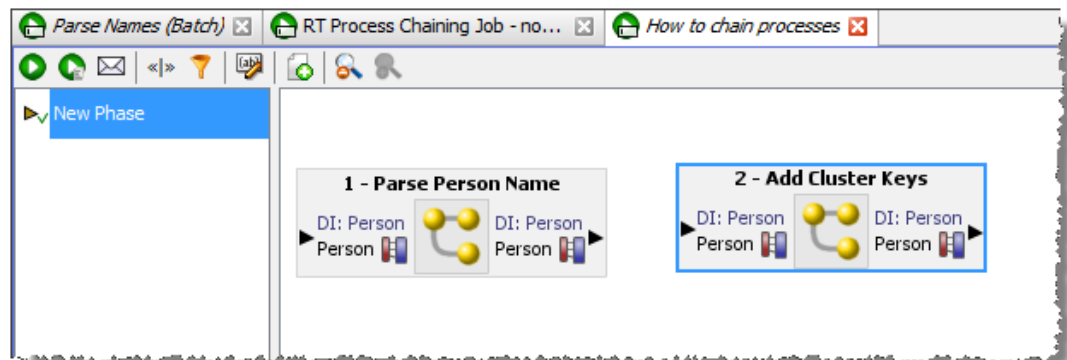 Parse Names (Batch) RT Process Chaining Job - no... How to chain processes
New Phase
1 - Parse Person Name
DI: Person DI: Person
Person Person
2 - Add Cluster Keys
DI: Person DI: Person
Person Person